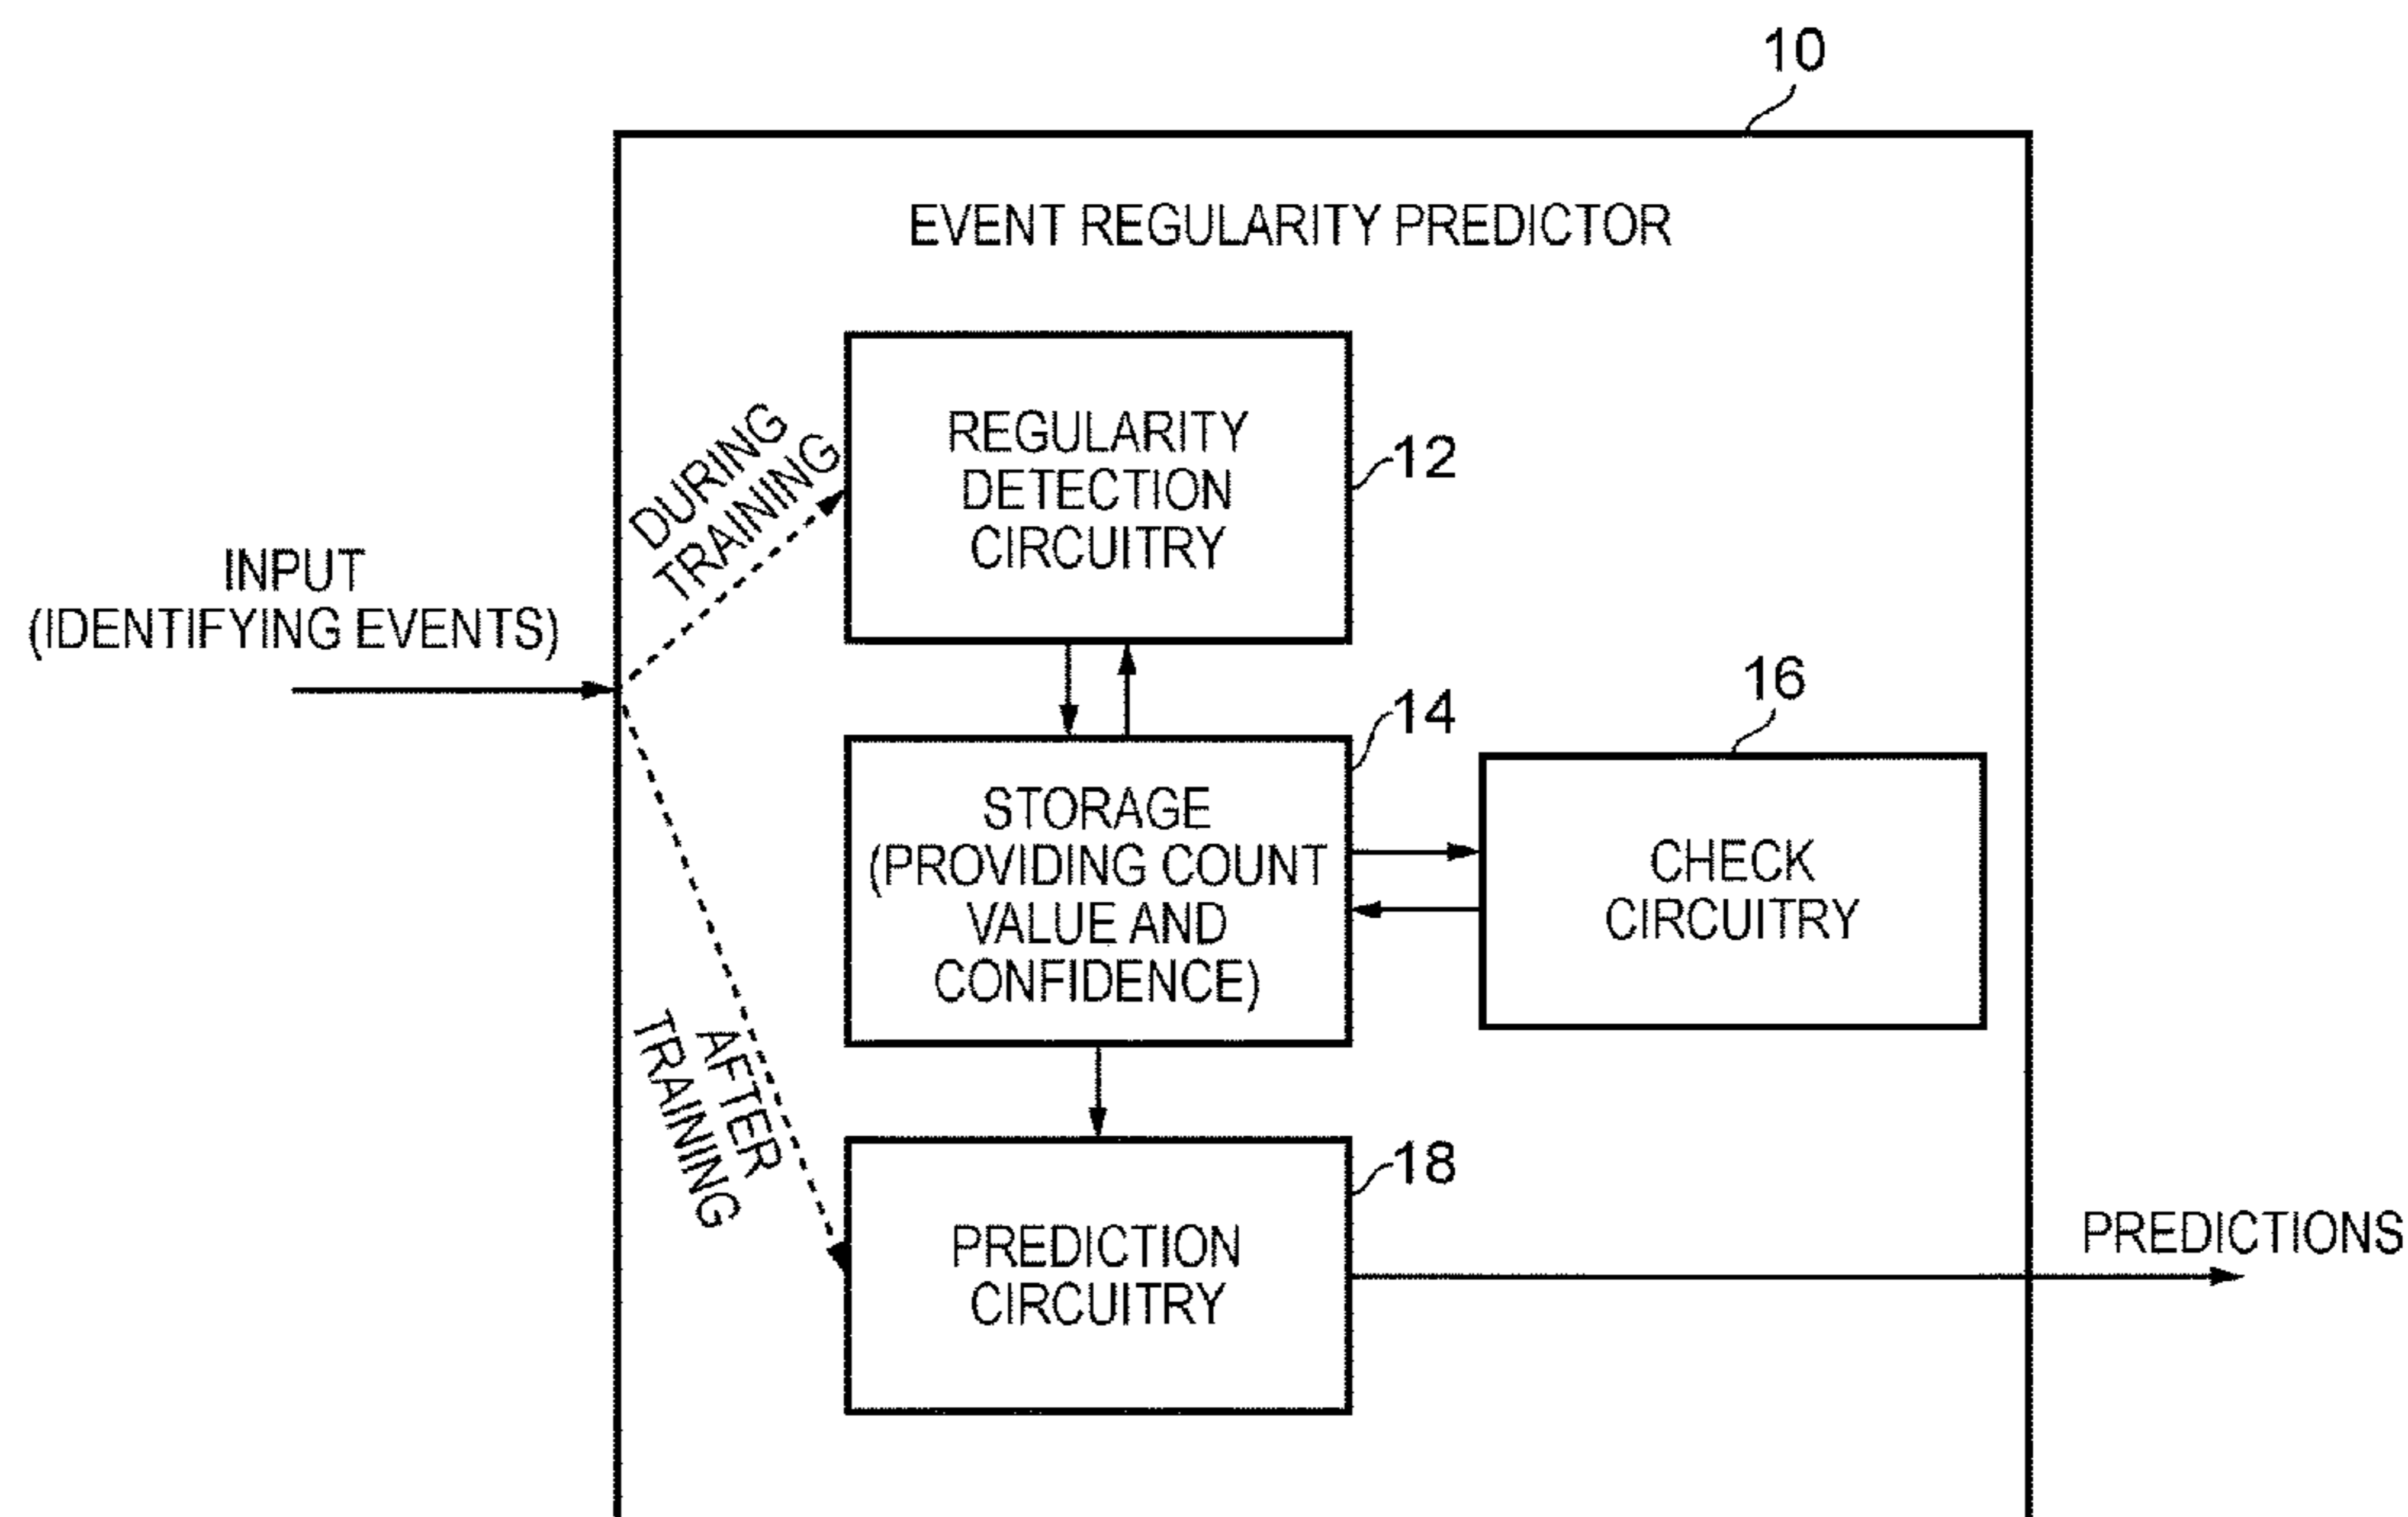 10
EVENT REGULARITY PREDICTOR
DURING
TRAINING
REGULARITY
DETECTION
CIRCUITRY
12
INPUT
(IDENTIFYING EVENTS)
14
16
STORAGE
(PROVIDING COUNT
VALUE AND
CONFIDENCE)
CHECK
CIRCUITRY
AFTER
TRAINING
18
PREDICTION
CIRCUITRY
PREDICTIONS